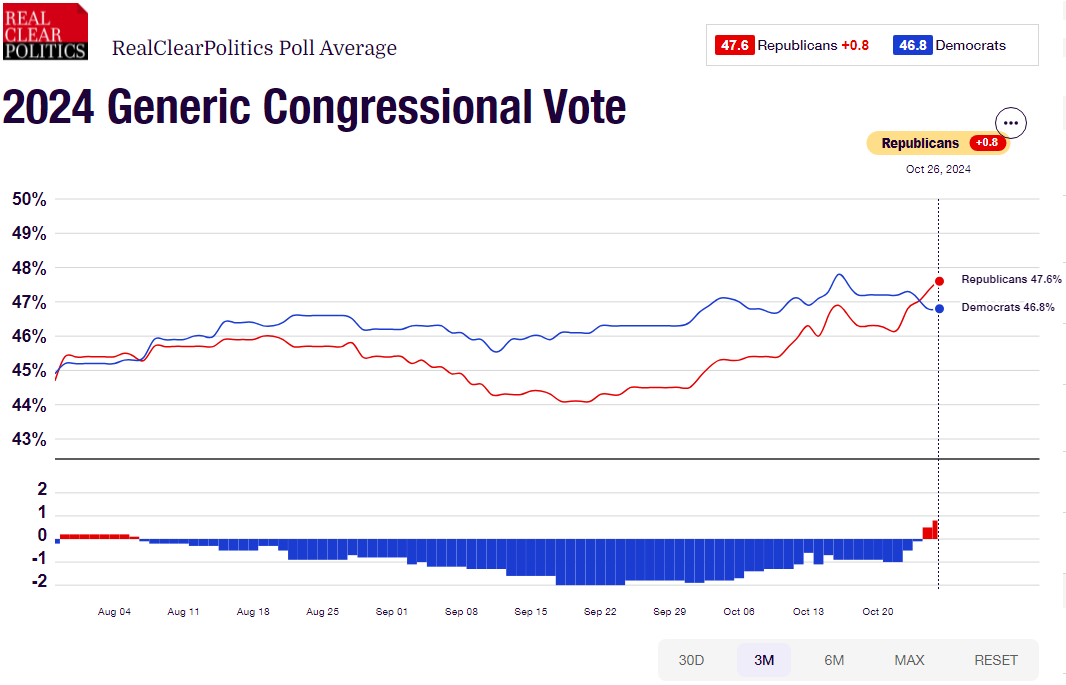 REAL
CLEAR
POLITICS
RealClearPolitics Poll Average
47.6 Republicans +0.8 46.8 Democrats
2024 Generic Congressional Vote
Republicans +0.8
Oct 26, 2024
50%
49%
48%
47%
46%
45%
44%
43%
Republicans 47.6%
Democrats 46.8%
2
1
0
-1
-2
Aug 04 Aug 11 Aug 18 Aug 25 Sep 01 Sep 08 Sep 15 Sep 22 Sep 29 Oct 06 Oct 13 Oct 20
30D 3M 6M MAX RESET